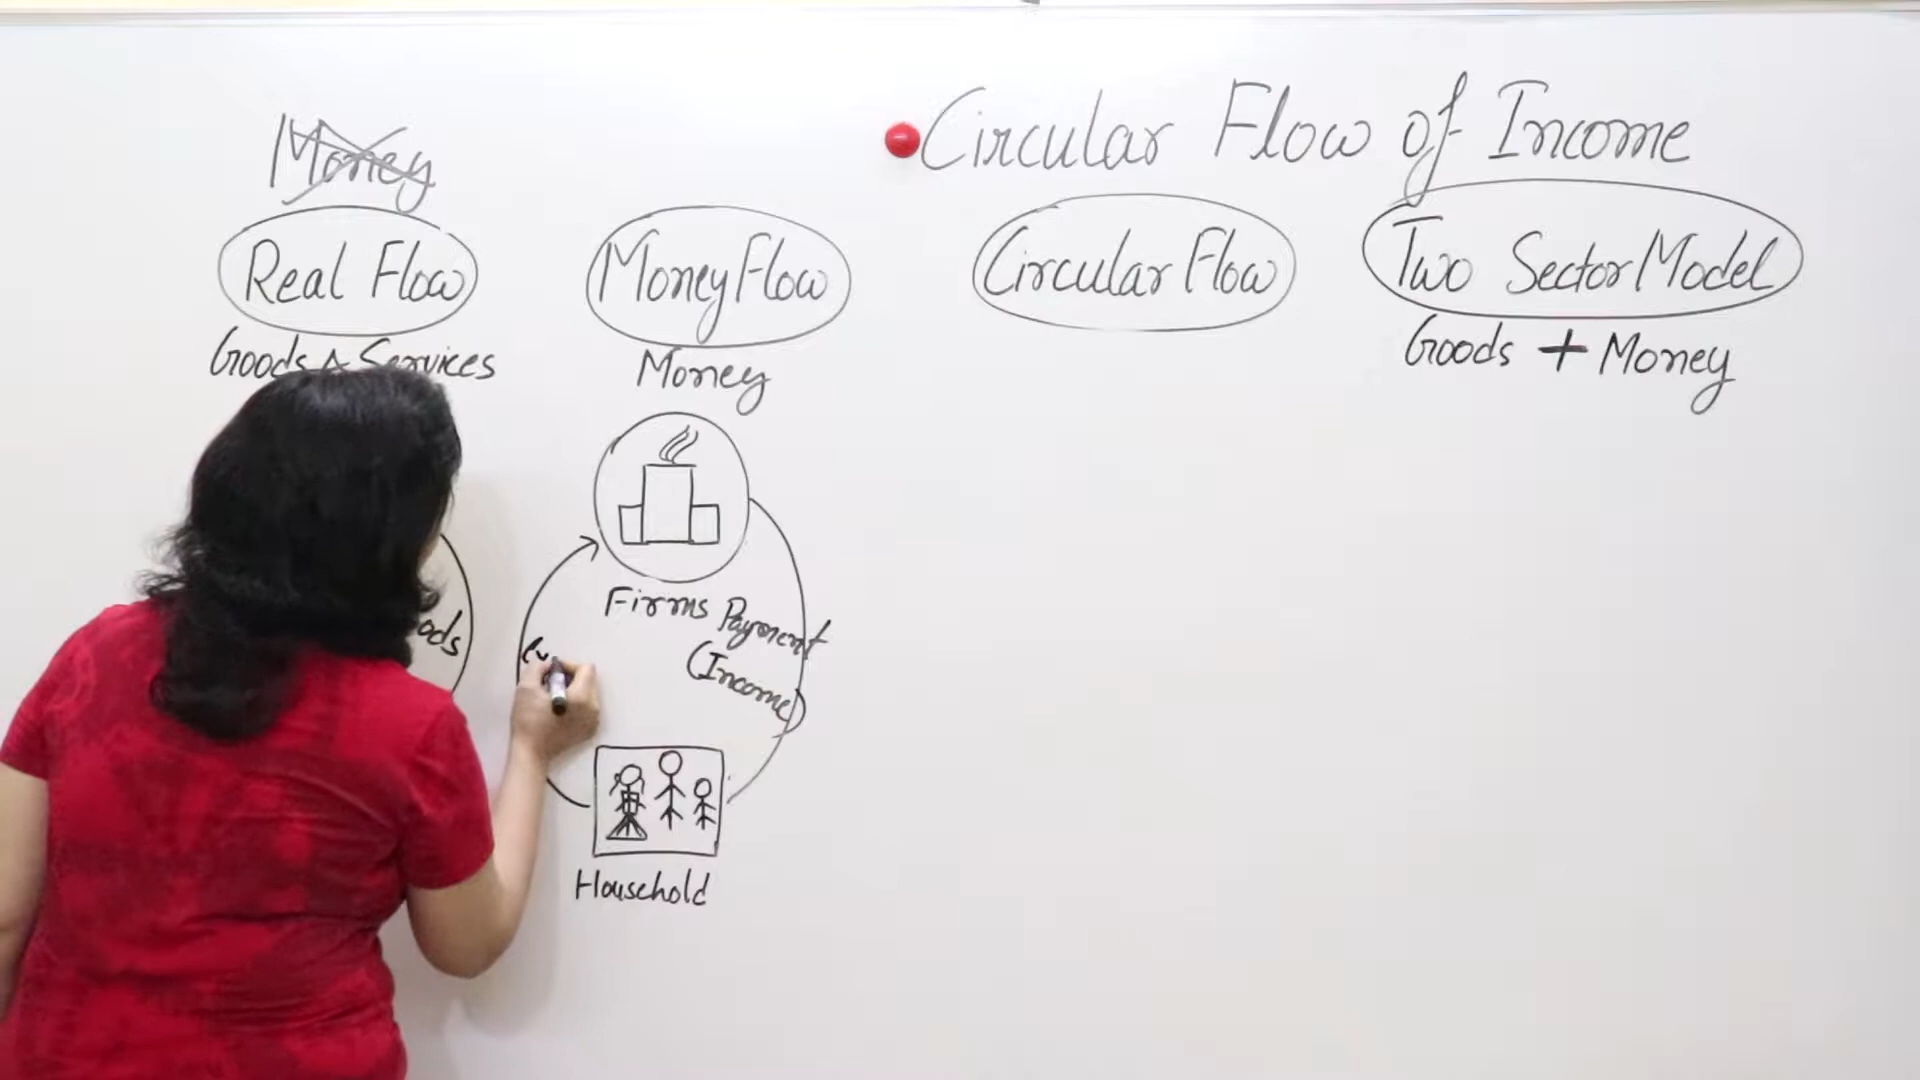 Circular Flow of Income
Money
Real Flow
Money Flow
Circular Flow
Two Sector Model
Goods & Services
Money
Goods + Money
Firms
Payment
(Income)
Household